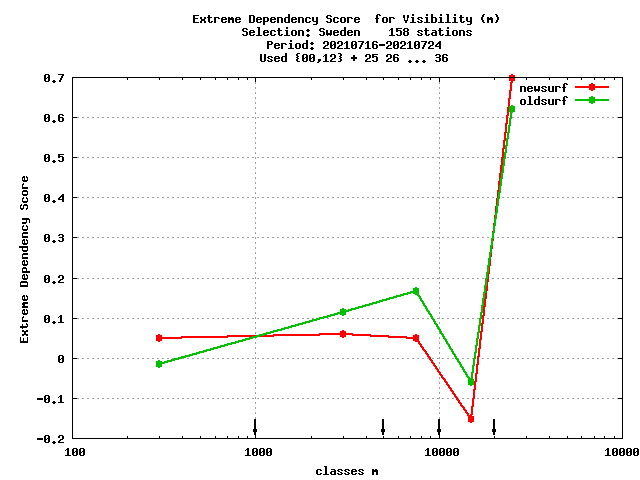 Extreme Dependency Score  for Visibility (m)
Selection: Sweden    158 stations
Period: 20210716-20210724
Used {00,12} + 25 26 ... 36
newsurf
oldsurf
0.7
0.6
0.5
0.4
0.3
0.2
0.1
0
-0.1
-0.2
Extreme Dependency Score
100 1000 10000 10000
classes m